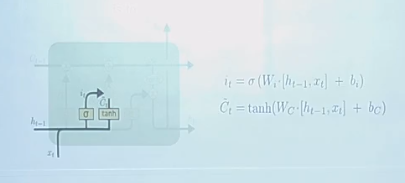 i_t
C̃_t
σ tanh
h_{t-1}
x_t
i_t = σ(W_i·[h_{t-1}, x_t] + b_i)
C̃_t = tanh(W_C·[h_{t-1}, x_t] + b_C)